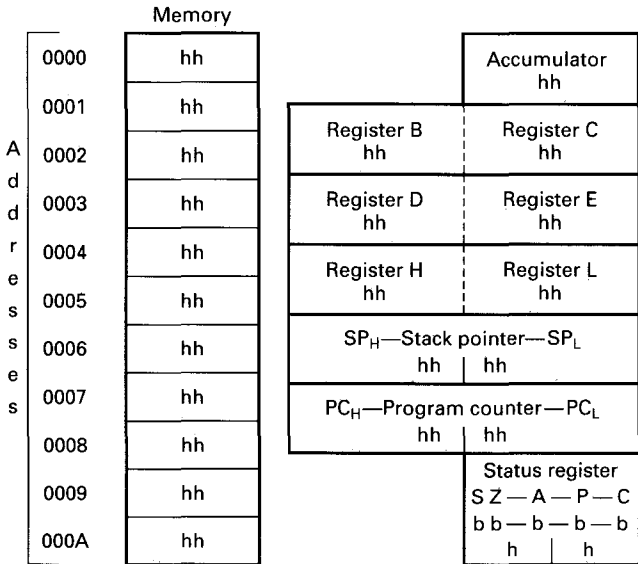 Memory
Addresses
0000 hh
0001 hh
0002 hh
0003 hh
0004 hh
0005 hh
0006 hh
0007 hh
0008 hh
0009 hh
000A hh
Accumulator
hh
Register B Register C
hh hh
Register D Register E
hh hh
Register H Register L
hh hh
SPH—Stack pointer—SPL
hh hh
PCH—Program counter—PCL
hh hh
Status register
S Z — A — P — C
b b — b — b — b
h h